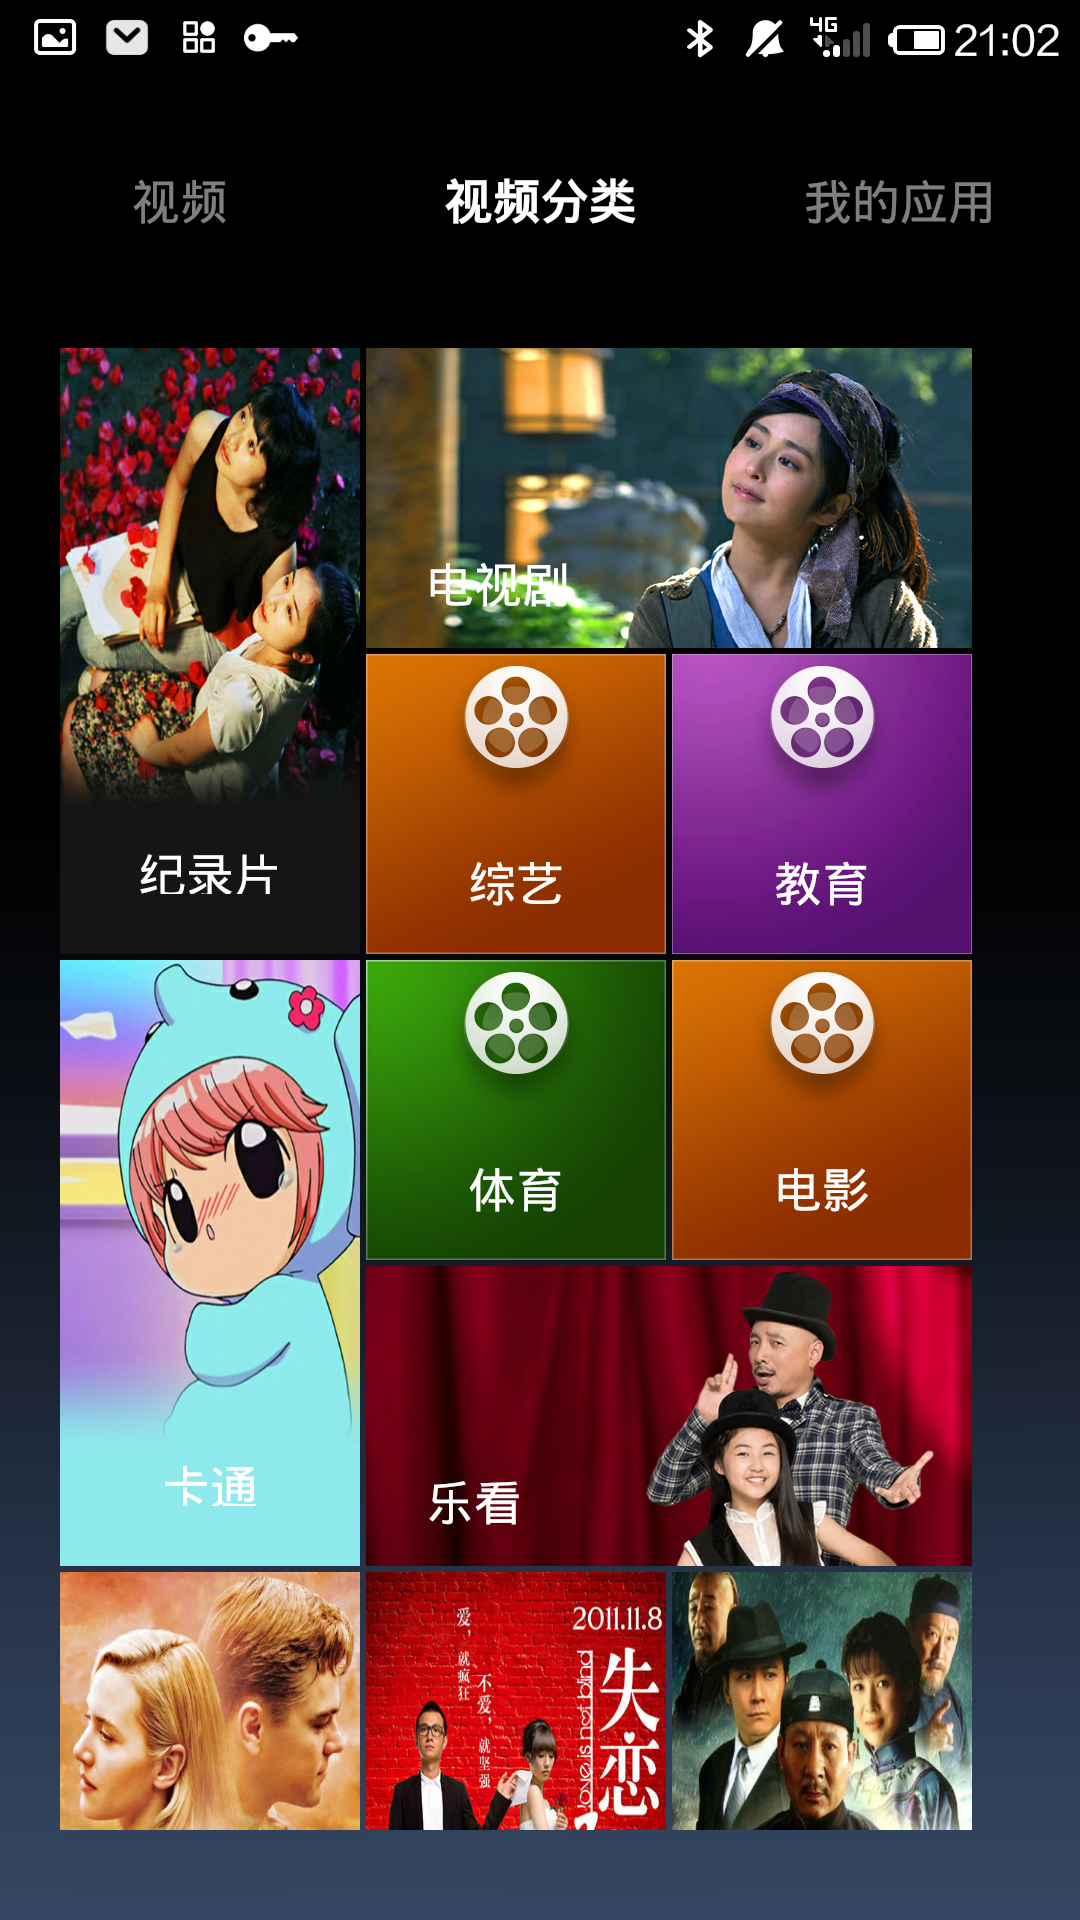 4G 21:02
视频 视频分类 我的应用
电视剧
纪录片
综艺
教育
体育
电影
卡通
乐看
2011.11.8
爱，就疯狂
不爱，就坚强
失恋
Love is not blind